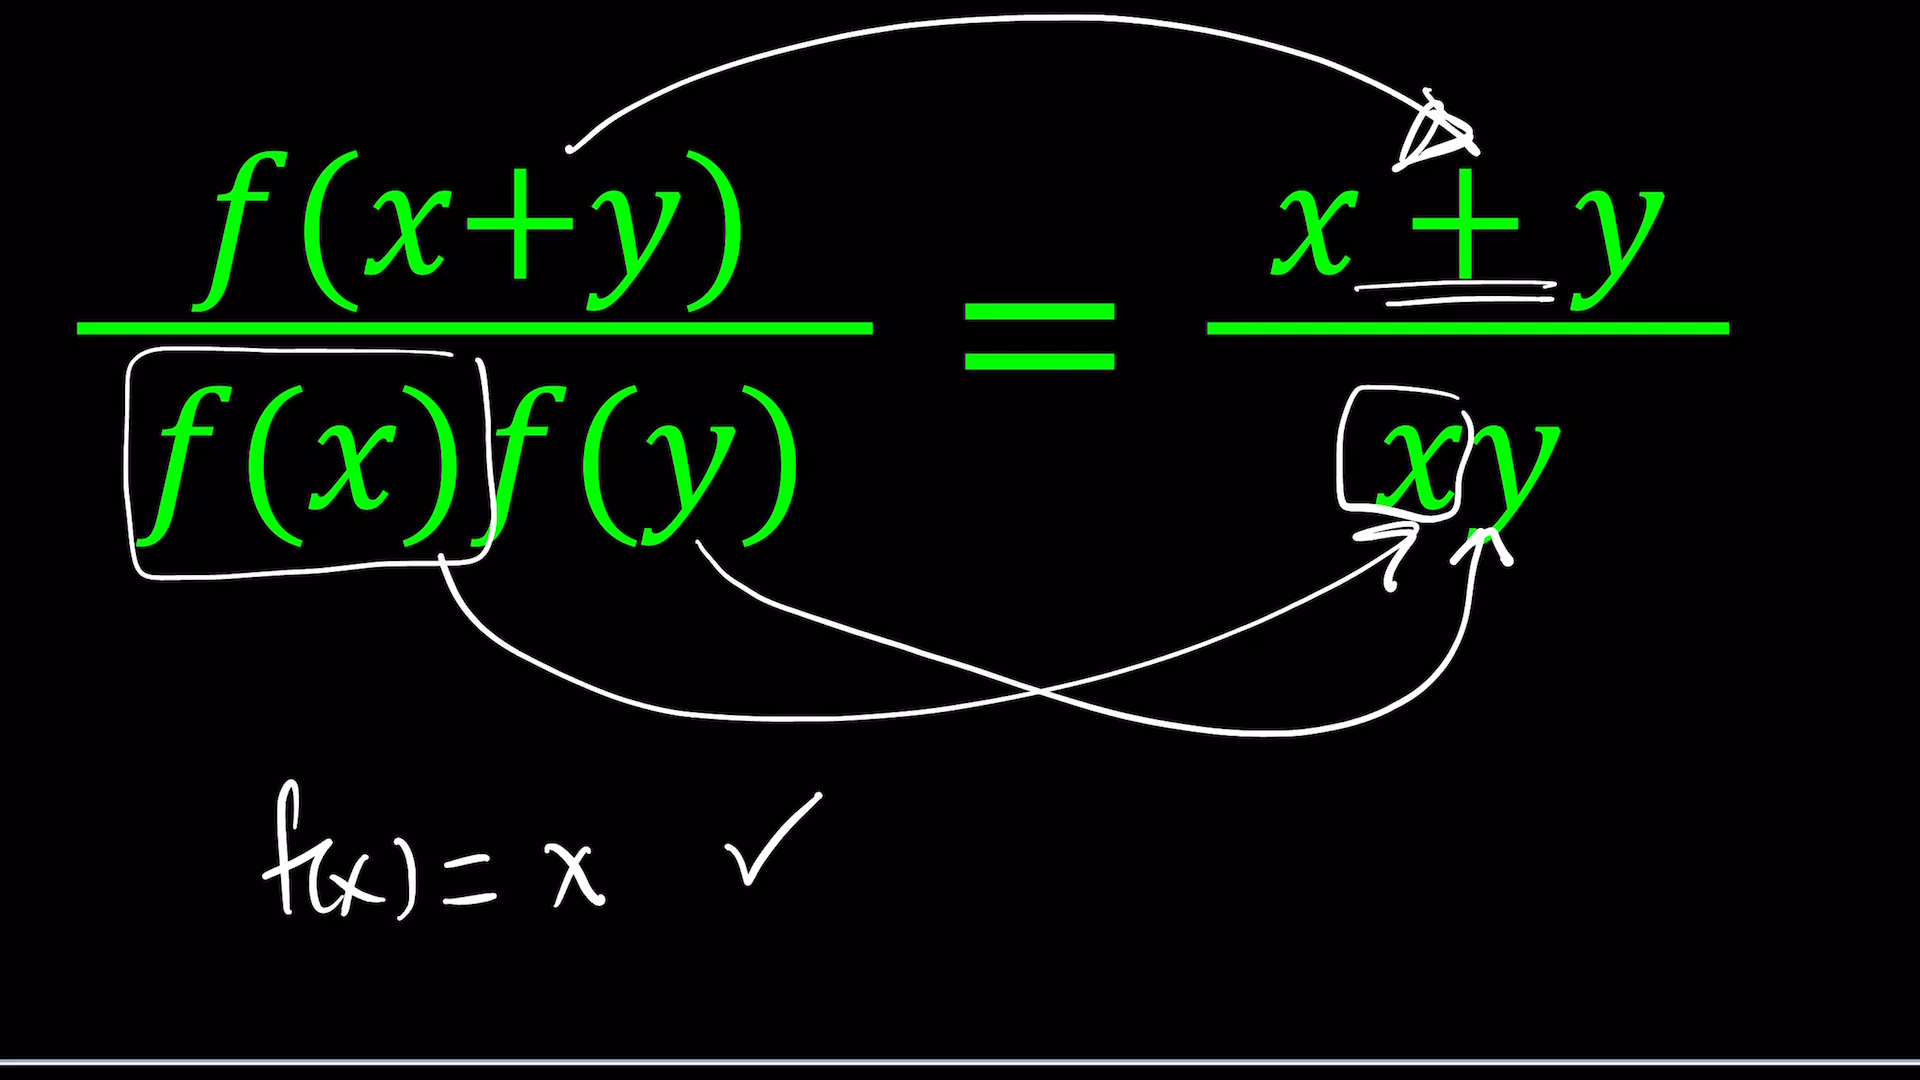 f(x+y) / f(x)f(y) = x + y / xy
f(x) = x ✓